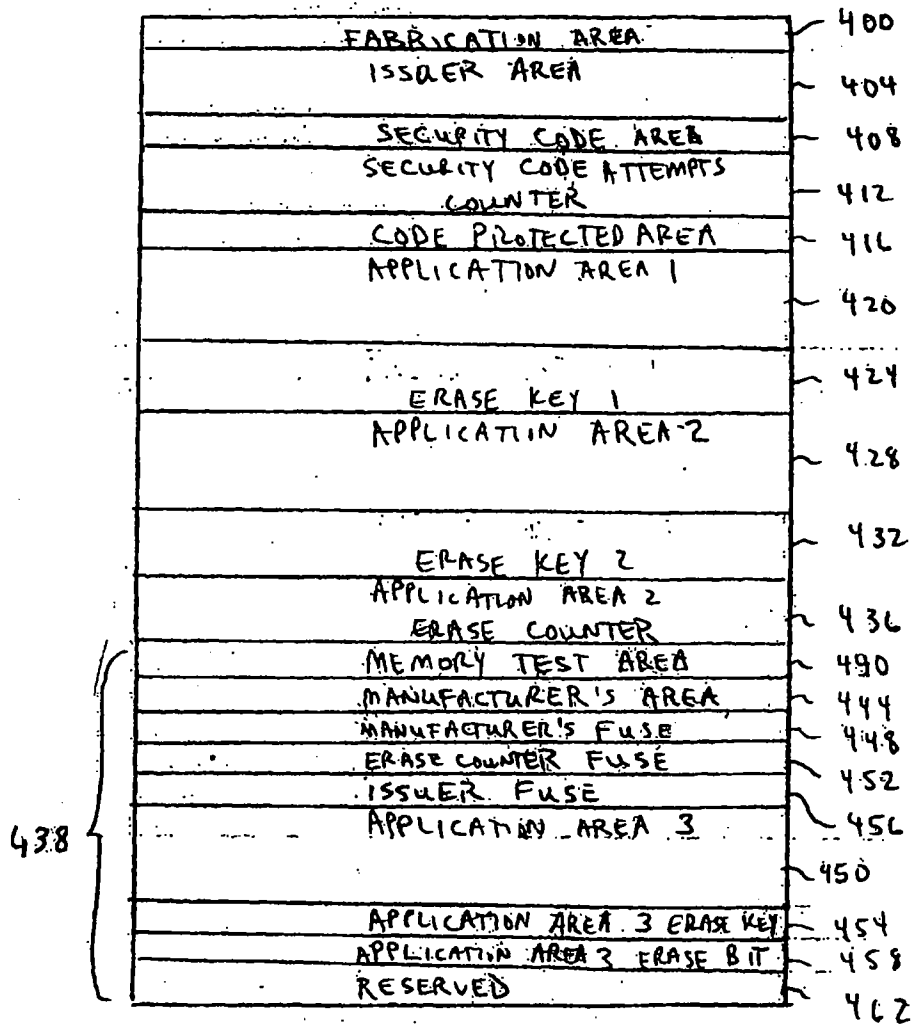 FABRICATION AREA 400
ISSUER AREA 404
SECURITY CODE AREA 408
SECURITY CODE ATTEMPTS
COUNTER 412
CODE PROTECTED AREA 416
APPLICATION AREA 1
420
424
ERASE KEY 1
APPLICATION AREA 2
428
432
ERASE KEY 2
APPLICATION AREA 2
ERASE COUNTER 436
MEMORY TEST AREA 490
MANUFACTURER'S AREA 444
MANUFACTURER'S FUSE 448
ERASE COUNTER FUSE 452
ISSUER FUSE 456
APPLICATION AREA 3
438
450
APPLICATION AREA 3 ERASE KEY 454
APPLICATION AREA 3 ERASE BIT 458
RESERVED 462